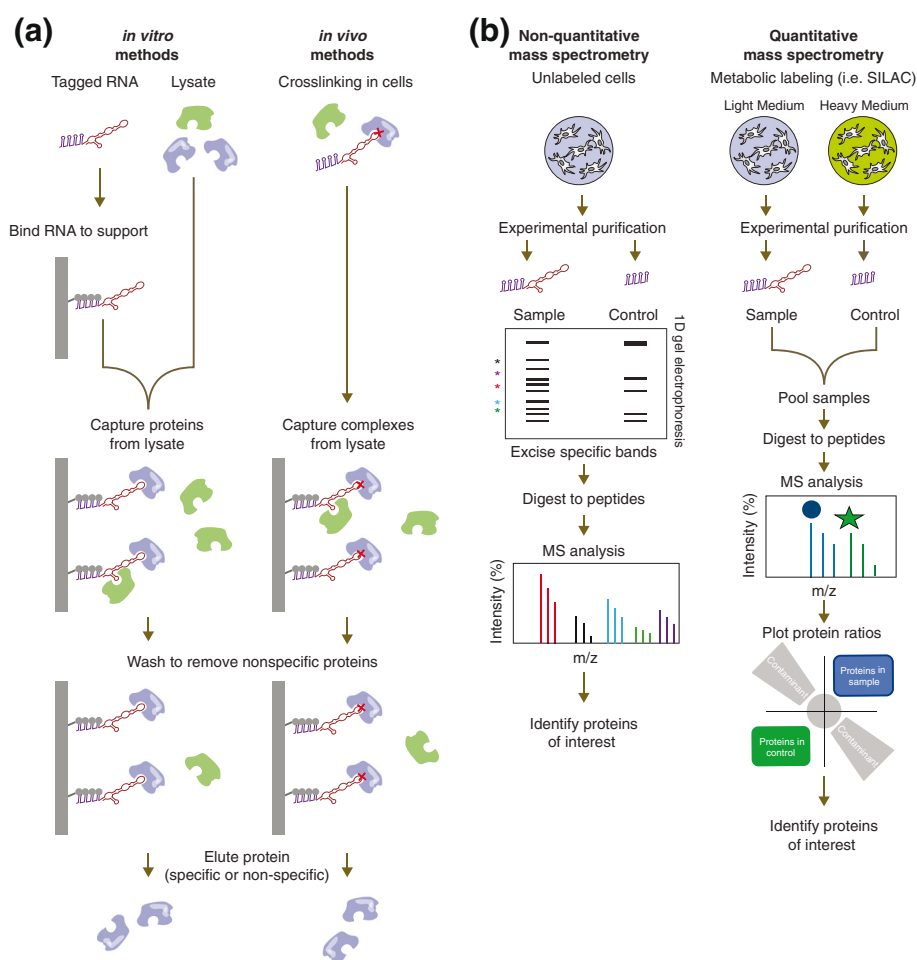 (a)
in vitro
methods
in vivo
methods
Tagged RNA
Lysate
Crosslinking in cells
Bind RNA to support
Capture proteins
from lysate
Capture complexes
from lysate
Wash to remove nonspecific proteins
Elute protein
(specific or non-specific)
(b)
Non-quantitative
mass spectrometry
Unlabeled cells
Experimental purification
Sample
Control
1D gel electrophoresis
*
*
*
*
*
Excise specific bands
Digest to peptides
MS analysis
Intensity (%)
m/z
Identify proteins
of interest
Quantitative
mass spectrometry
Metabolic labeling (i.e. SILAC)
Light Medium
Heavy Medium
Experimental purification
Sample
Control
Pool samples
Digest to peptides
MS analysis
Intensity (%)
m/z
Plot protein ratios
Contaminant
Proteins in
sample
Proteins in
control
Contaminant
Identify proteins
of interest